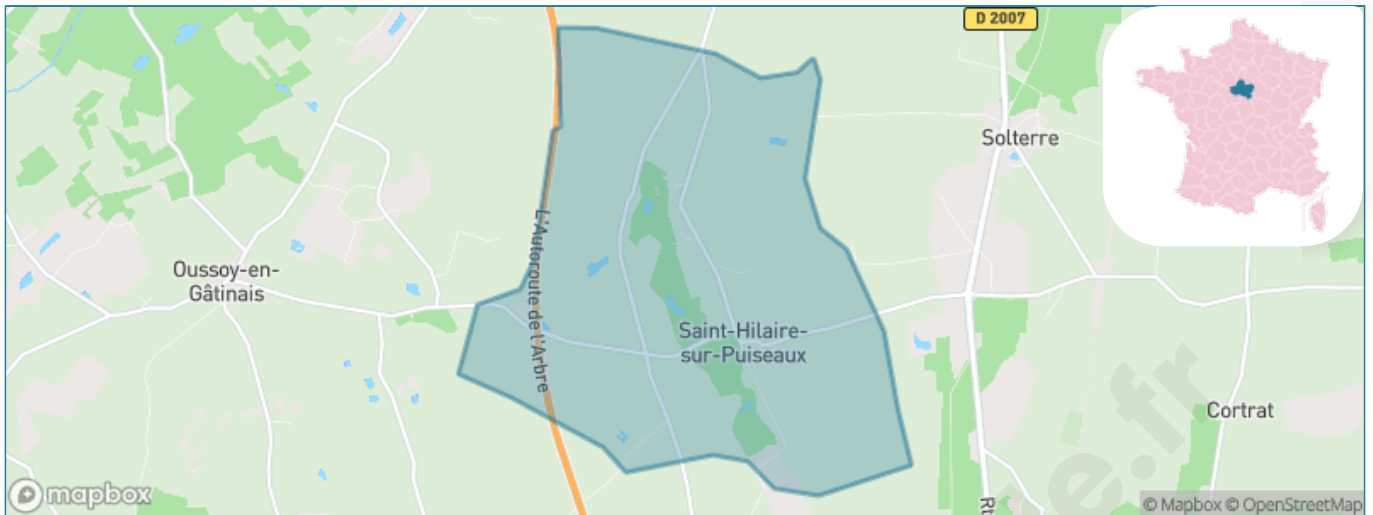 D 2007
Solterre
L'Autoroute de l'Arbre
Oussoy-en-
Gâtinais
Saint-Hilaire-
sur-Puiseaux
Cortrat
mapbox
© Mapbox © OpenStreetMap